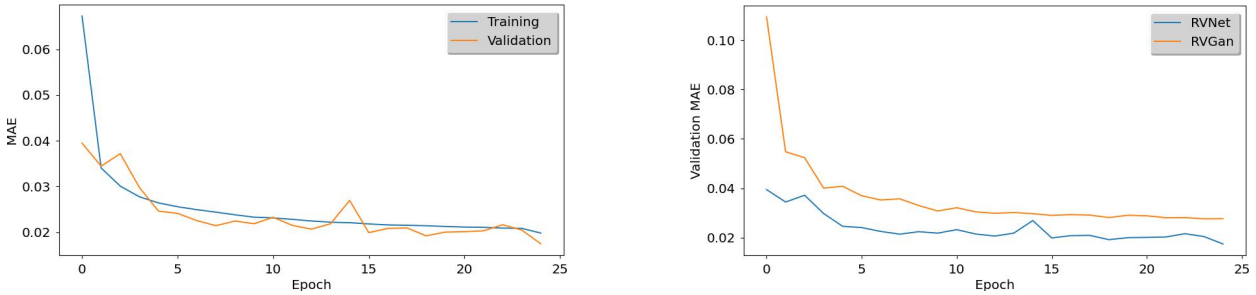 MAE
0.06
0.05
0.04
0.03
0.02
Training
Validation
0 5 10 15 20 25
Epoch
Validation MAE
0.10
0.08
0.06
0.04
0.02
RVNet
RVGan
0 5 10 15 20 25
Epoch